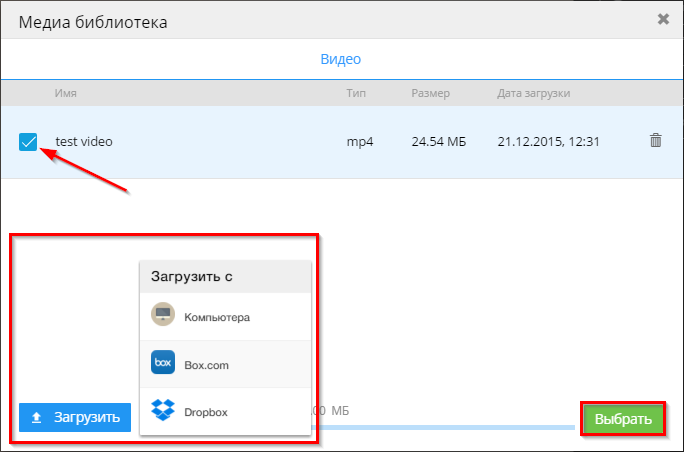 Медиа библиотека
Видео
Имя Тип Размер Дата загрузки
test video mp4 24.54 МБ 21.12.2015, 12:31
Загрузить с
Компьютера
box Box.com
Dropbox
Загрузить .00 МБ Выбрать